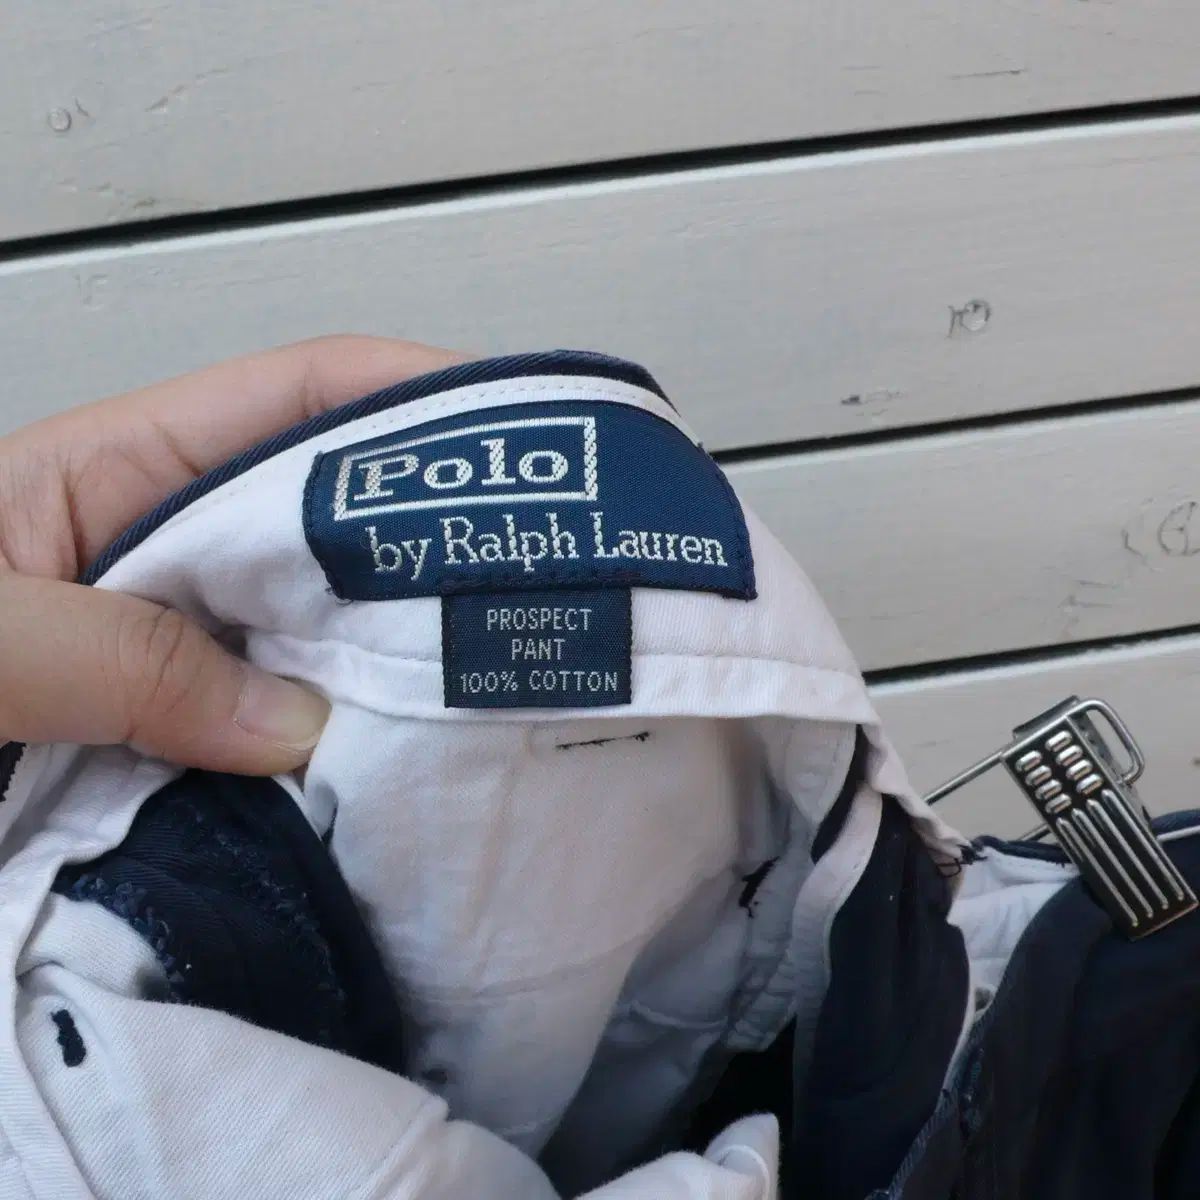 Polo
by Ralph Lauren
PROSPECT
PANT
100% COTTON